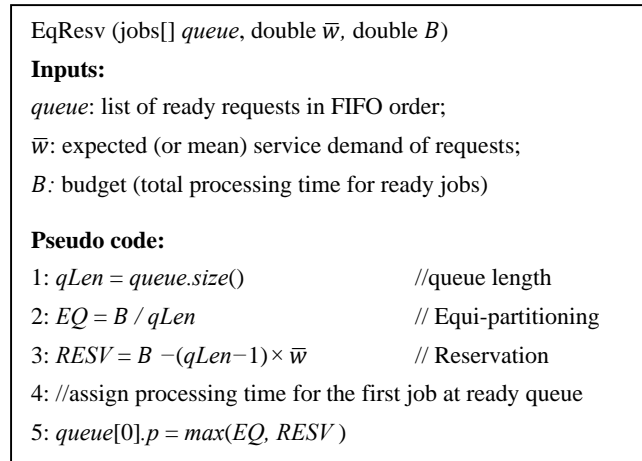 EqResv (jobs[] queue, double w̅, double B)
Inputs:
queue: list of ready requests in FIFO order;
w̅: expected (or mean) service demand of requests;
B: budget (total processing time for ready jobs)
Pseudo code:
1: qLen = queue.size() //queue length
2: EQ = B / qLen // Equi-partitioning
3: RESV = B −(qLen−1) × w̅ // Reservation
4: //assign processing time for the first job at ready queue
5: queue[0].p = max(EQ, RESV)